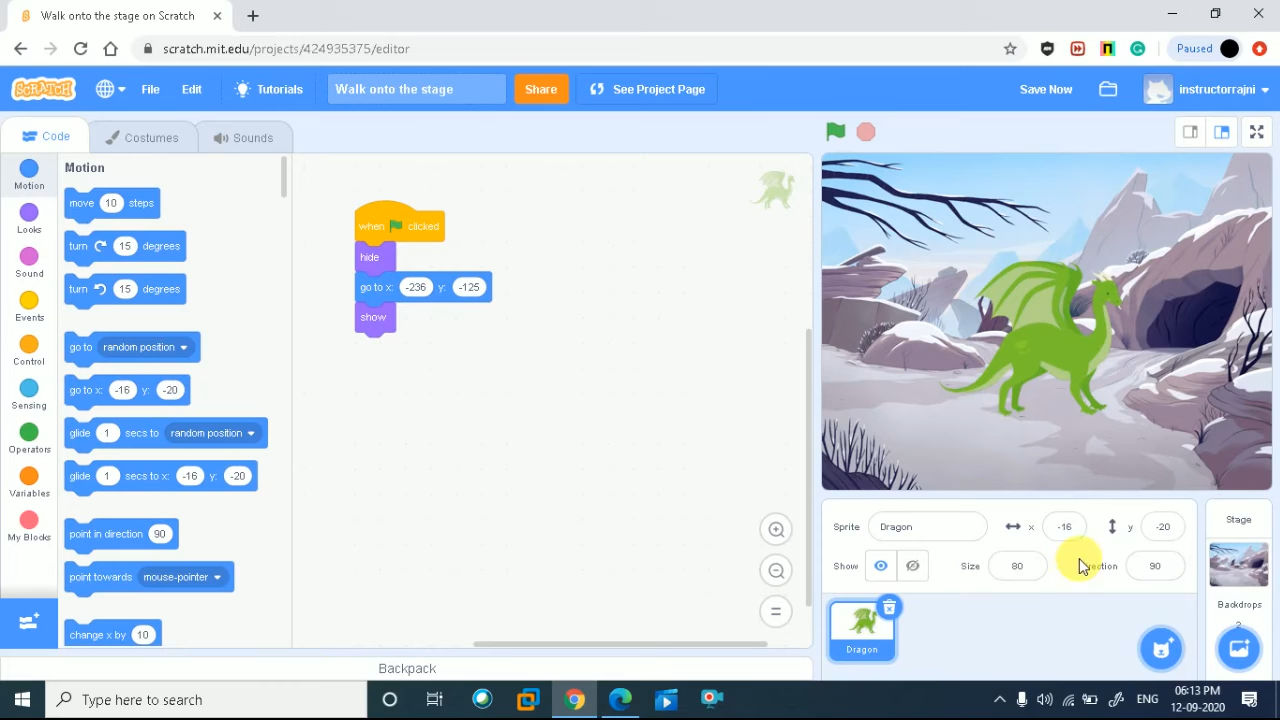 Walk onto the stage on Scratch
scratch.mit.edu/projects/424935375/editor
Paused
SCRATCH
File
Edit
Tutorials
Walk onto the stage
Share
See Project Page
Save Now
instructorrajni
Code
Costumes
Sounds
Motion
Looks
Sound
Events
Control
Sensing
Operators
Variables
My Blocks
Motion
move 10 steps
turn 15 degrees
turn 15 degrees
go to random position
go to x: -16 y: -20
glide 1 secs to random position
glide 1 secs to x: -16 y: -20
point in direction 90
point towards mouse-pointer
change x by 10
when clicked
hide
go to x: -236 y: -125
show
Backpack
Sprite Dragon x -16 y -20
Show Size 80 90
Dragon
Stage
Backdrops
2
Type here to search
ENG
06:13 PM
12-09-2020